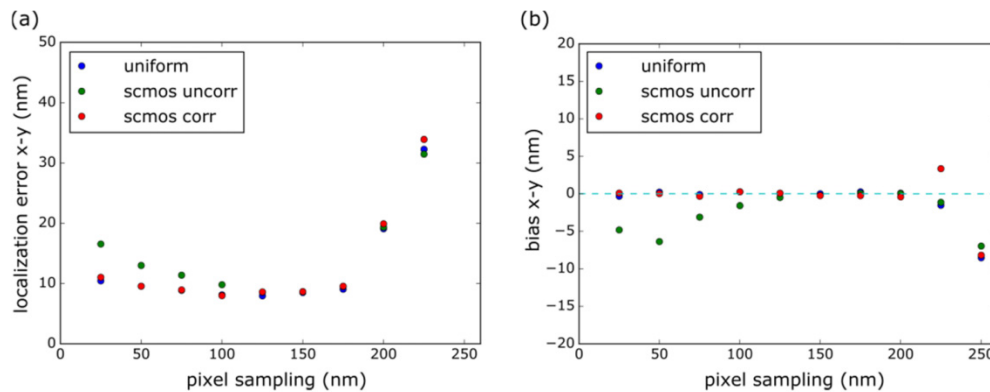 (a)
50
40
30
20
10
0
0 50 100 150 200 250
localization error x-y (nm)
pixel sampling (nm)
uniform
scmos uncorr
scmos corr
(b)
20
15
10
5
0
−5
−10
−15
−20
0 50 100 150 200 250
bias x-y (nm)
pixel sampling (nm)
uniform
scmos uncorr
scmos corr